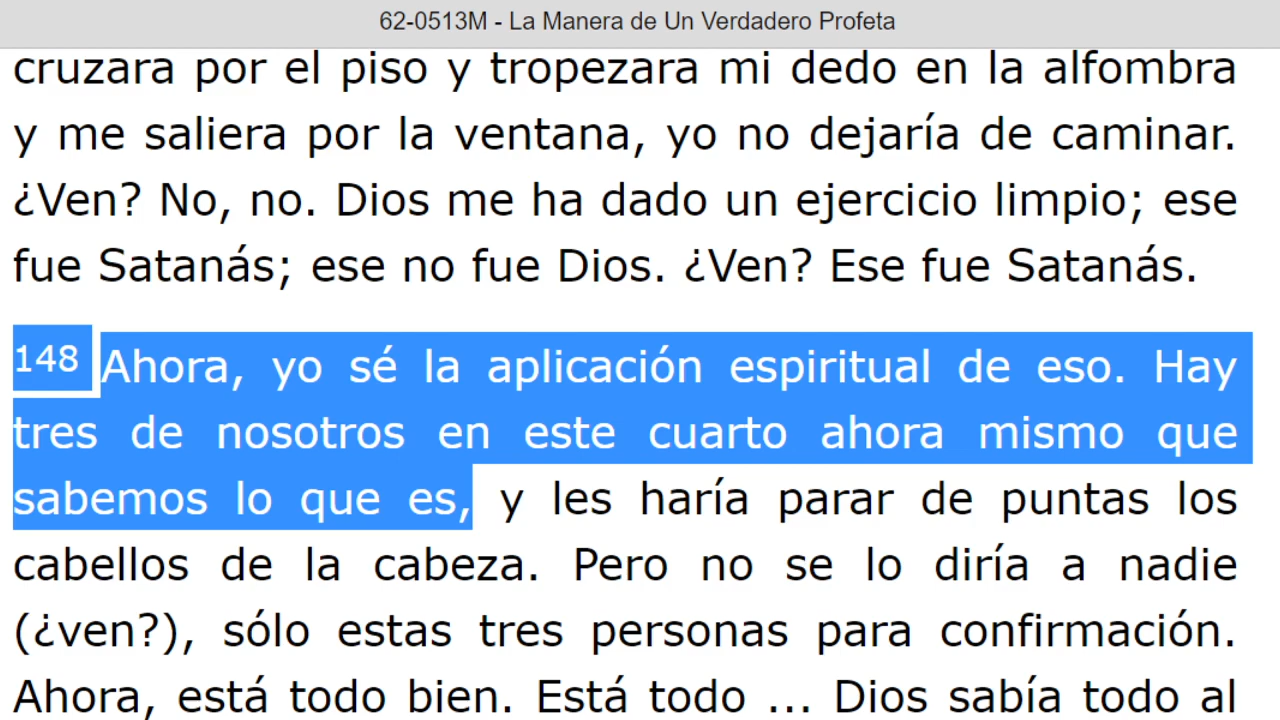 62-0513M - La Manera de Un Verdadero Profeta
cruzara por el piso y tropezara mi dedo en la alfombra
y me saliera por la ventana, yo no dejaría de caminar.
¿Ven? No, no. Dios me ha dado un ejercicio limpio; ese
fue Satanás; ese no fue Dios. ¿Ven? Ese fue Satanás.
148 Ahora, yo sé la aplicación espiritual de eso. Hay
tres de nosotros en este cuarto ahora mismo que
sabemos lo que es, y les haría parar de puntas los
cabellos de la cabeza. Pero no se lo diría a nadie
(¿ven?), sólo estas tres personas para confirmación.
Ahora, está todo bien. Está todo ... Dios sabía todo al